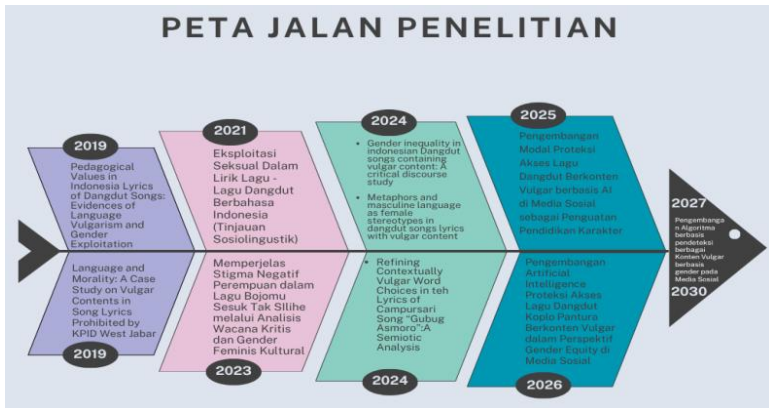 PETA JALAN PENELITIAN
2019
Pedagogical
Values in
Indonesia Lyrics
of Dangdut Songs:
Evidences of
Language
Vulgarism and
Gender
Exploitation
Language and
Morality: A Case
Study on Vulgar
Contents in
Song Lyrics
Prohibited by
KPID West Jabar
2019
2021
Eksploitasi
Seksual Dalam
Lirik Lagu -
Lagu Dangdut
Berbahasa
Indonesia
(Tinjauan
Sosiolingustik)
Memperjelas
Stigma Negatif
Perempuan dalam
Lagu Bojomu
Sesuk Tak SIlihe
melalui Analisis
Wacana Kritis
dan Gender
Feminis Kultural
2023
2024
• Gender inequality in
indonesian Dangdut
songs containing
vulgar content: A
critical discourse
study
• Metaphors and
masculine language
as female
stereotypes in
dangdut songs lyrics
with vulgar content
• Refining
Contextually
Vulgar Word
Choices in teh
Lyrics of
Campursari
Song "Gubug
Asmoro":A
Semiotic
Analysis
2024
2025
Pengembangan
Modal Proteksi
Akses Lagu
Dangdut Berkonten
Vulgar berbasis AI
di Media Sosial
sebagai Penguatan
Pendidikan Karakter
Pengembangan
Artificial
Intelligence
Proteksi Akses
Lagu Dangdut
Koplo Pantura
Berkonten Vulgar
dalam Perspektif
Gender Equity di
Media Sosial
2026
2027
Pengembanga
n Algoritma
berbasis
pendeteksi
berbagai
Konten Vulgar
berbasis
gender pada
Media Sosial
2030